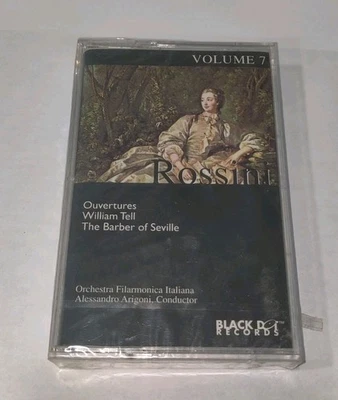 VOLUME 7
Rossini
Ouvertures
William Tell
The Barber of Seville
Orchestra Filarmonica Italiana
Alessandro Arigoni, Conductor
BLACK DOT
RECORDS